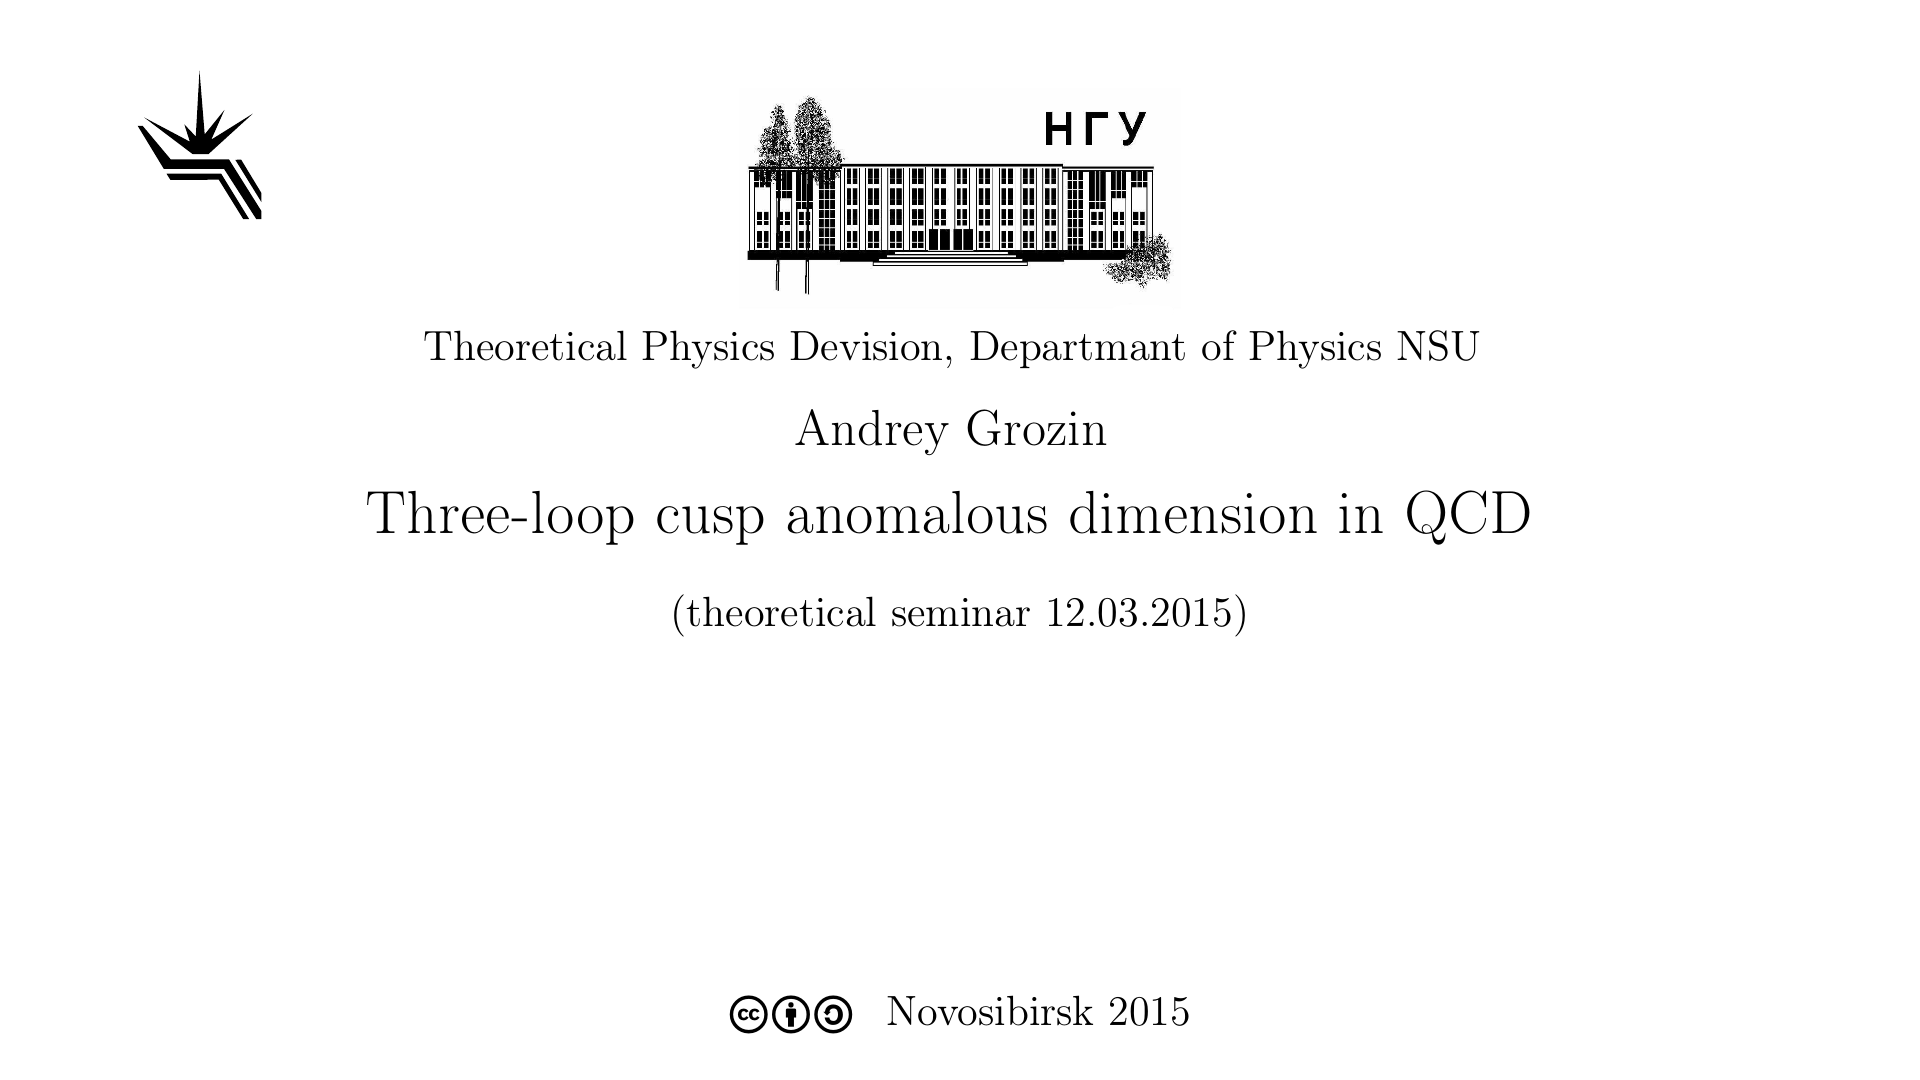 НГУ
Theoretical Physics Devision, Departmant of Physics NSU
Andrey Grozin
Three-loop cusp anomalous dimension in QCD
(theoretical seminar 12.03.2015)
cc Novosibirsk 2015